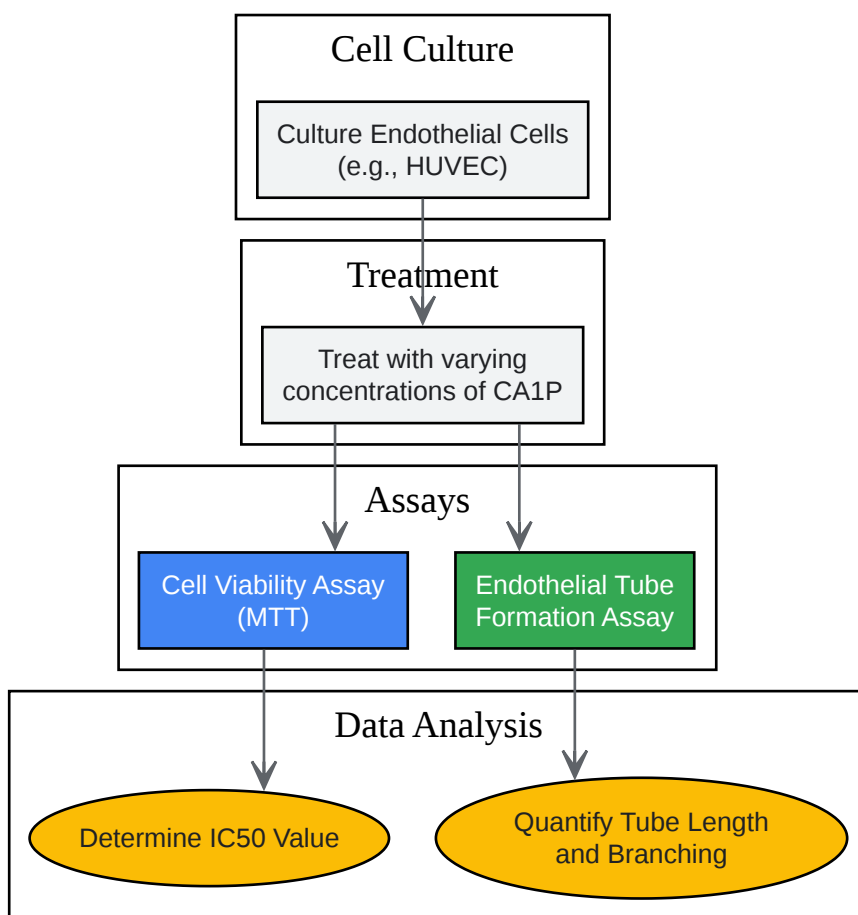 Cell Culture
Culture Endothelial Cells
(e.g., HUVEC)
Treatment
Treat with varying
concentrations of CA1P
Assays
Cell Viability Assay
(MTT)
Endothelial Tube
Formation Assay
Data Analysis
Determine IC50 Value
Quantify Tube Length
and Branching